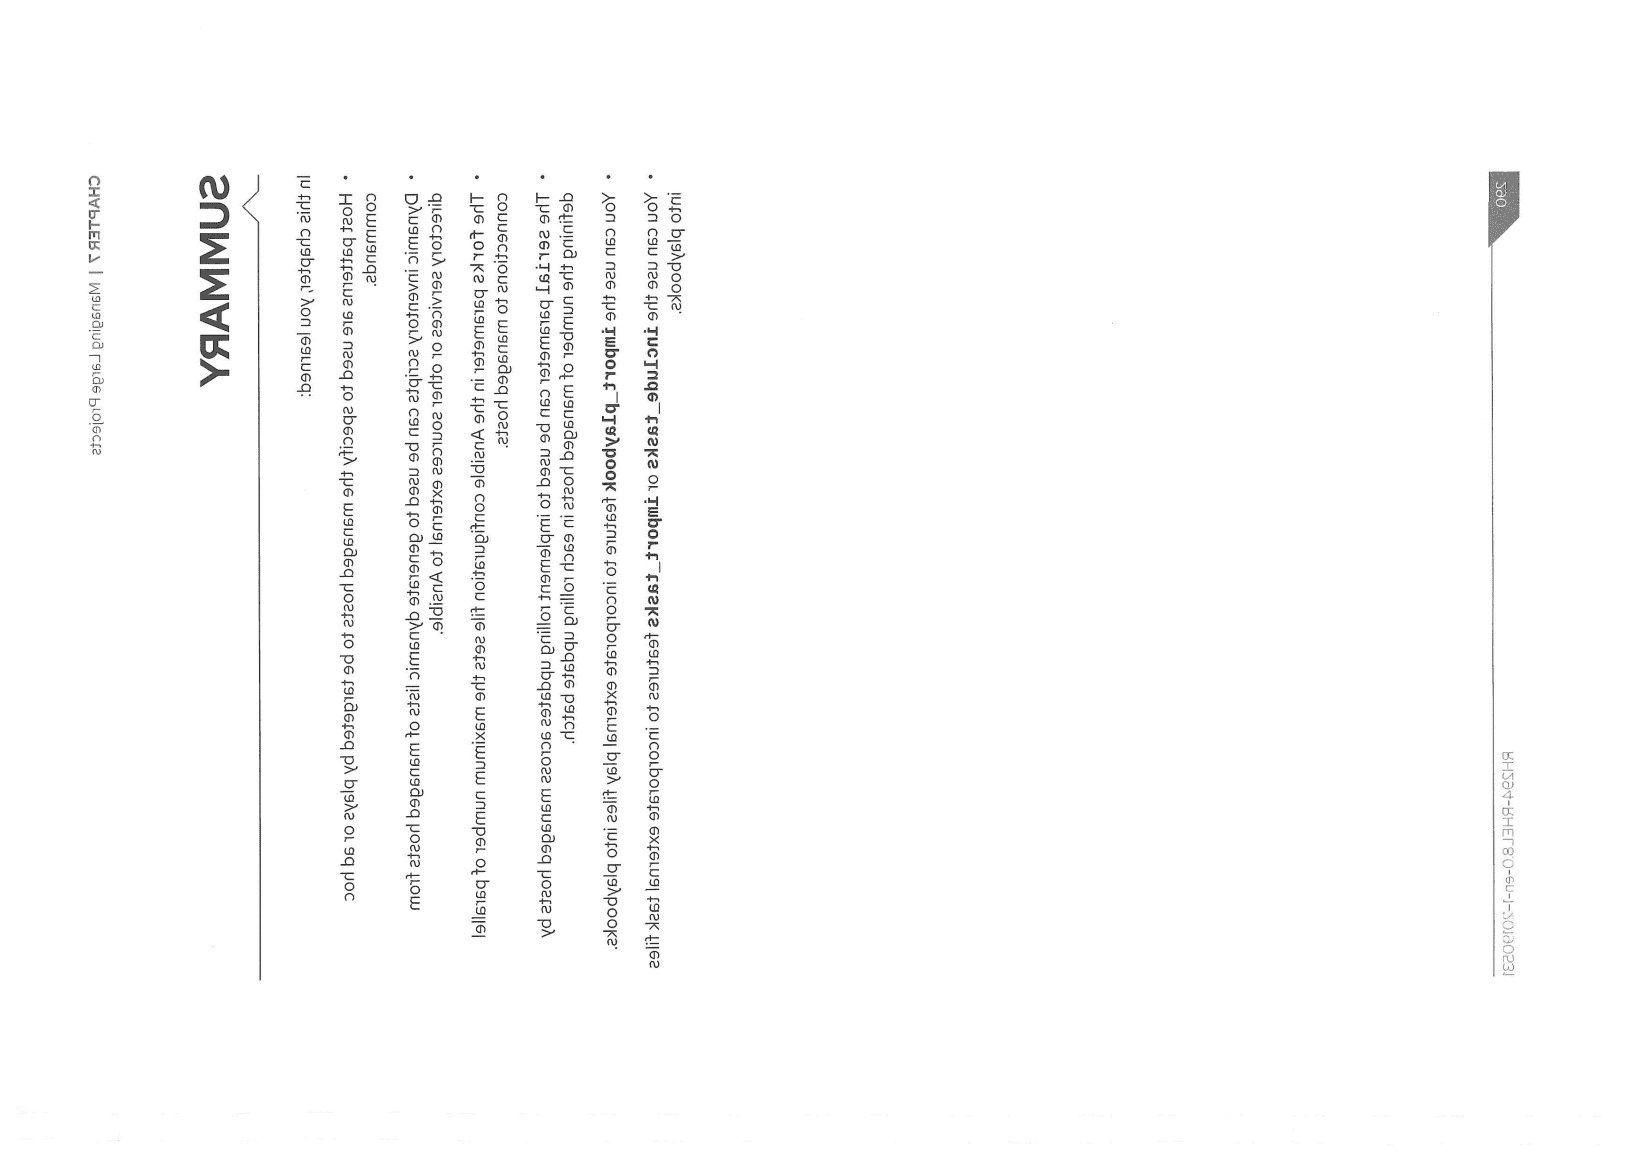 CHAPTER 7 | Managing Large Projects
SUMMARY
In this chapter, you learned:
• Host patterns are used to specify the managed hosts to be targeted by plays or ad hoc
commands.
• Dynamic inventory scripts can be used to generate dynamic lists of managed hosts from
directory services or other sources external to Ansible.
• The forks parameter in the Ansible configuration file sets the maximum number of parallel
connections to managed hosts.
• The serial parameter can be used to implement rolling updates across managed hosts by
defining the number of managed hosts in each rolling update batch.
• You can use the import_playbook feature to incorporate external play files into playbooks.
• You can use the include_tasks or import_tasks features to incorporate external task files
into playbooks.
290
RH294-RHEL8.0-en-1-20190531